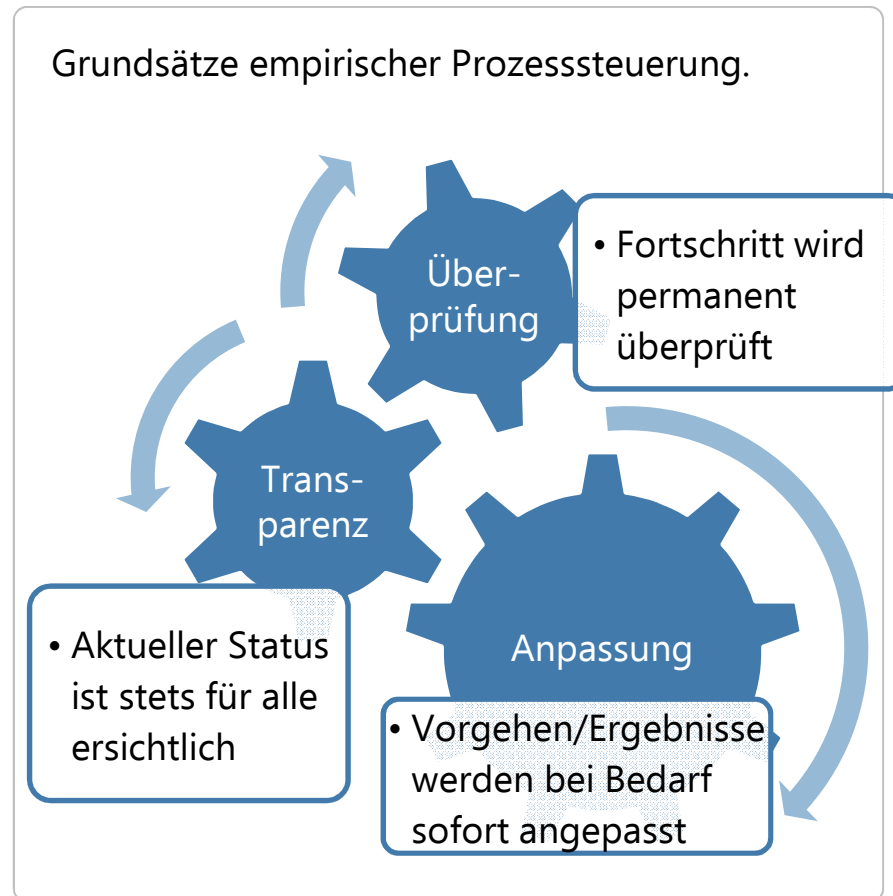 Grundsätze empirischer Prozesssteuerung.
Über-
prüfung
• Fortschritt wird
permanent
überprüft
Trans-
parenz
• Aktueller Status
ist stets für alle
ersichtlich
Anpassung
• Vorgehen/Ergebnisse
werden bei Bedarf
sofort angepasst